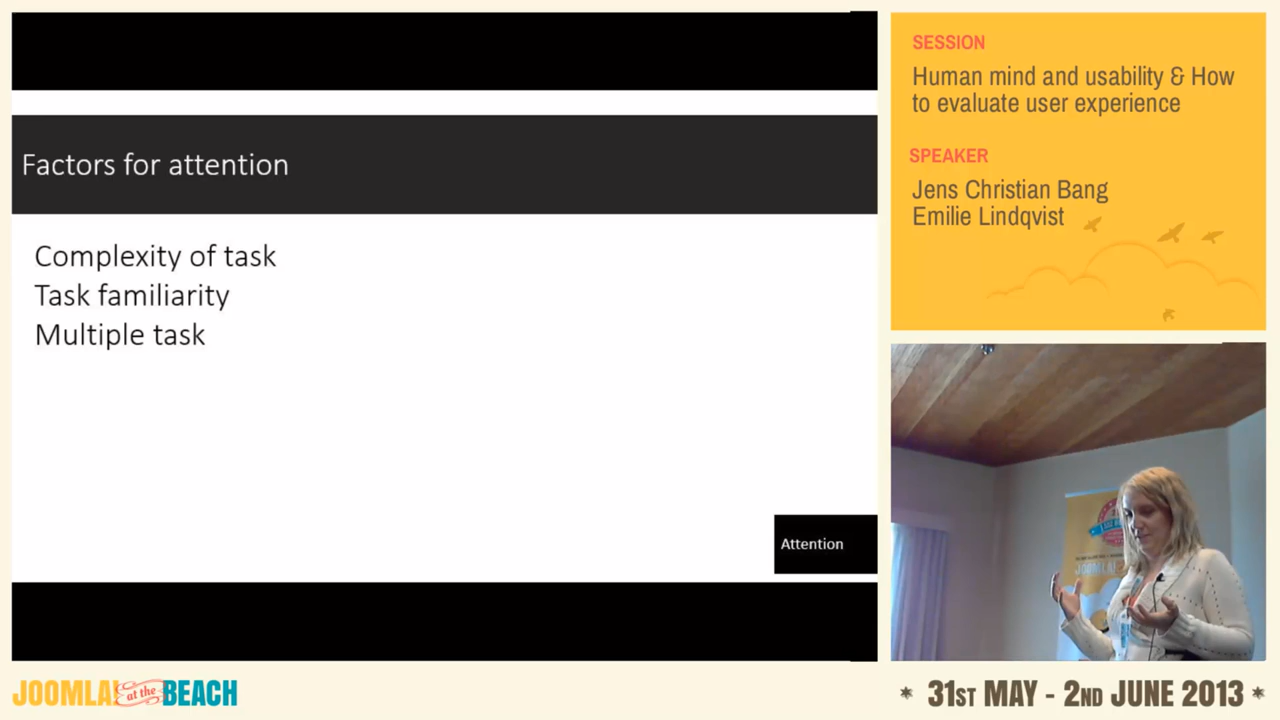 Factors for attention
Complexity of task
Task familiarity
Multiple task
Attention
SESSION
Human mind and usability & How
to evaluate user experience
SPEAKER
Jens Christian Bang
Emilie Lindqvist
JOOMLA! at the BEACH
* 31ST MAY - 2ND JUNE 2013 *